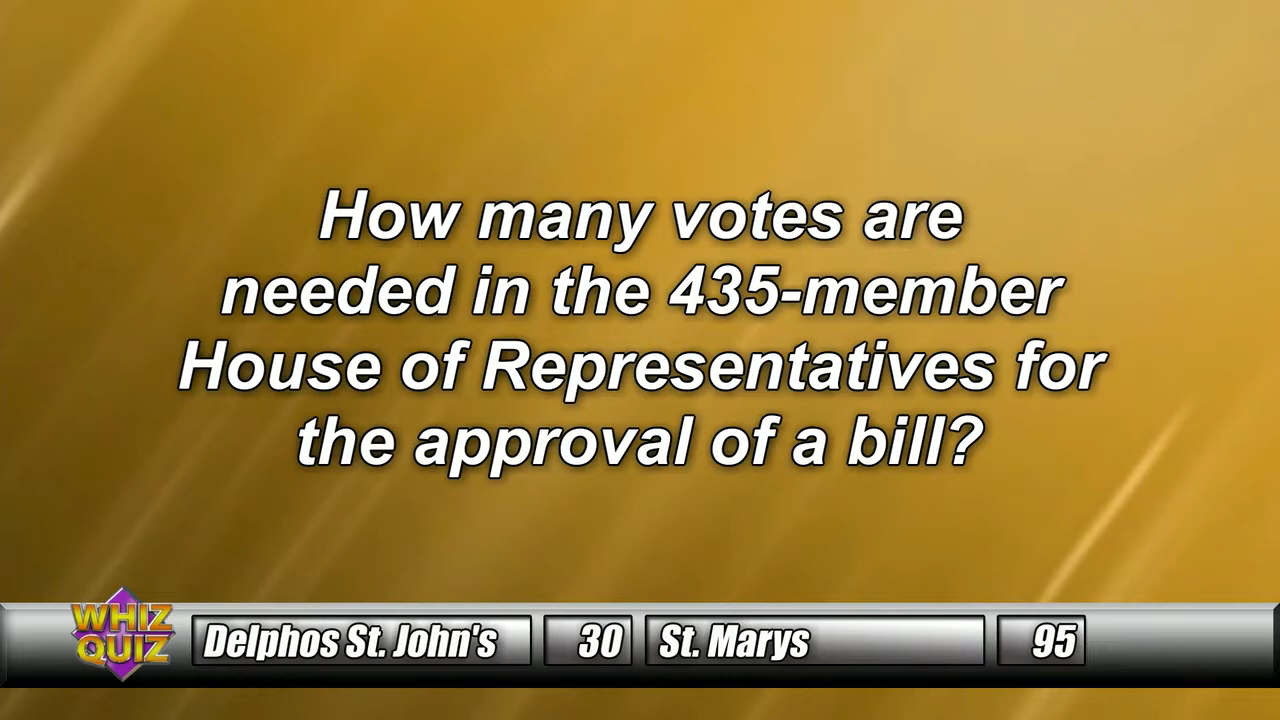 How many votes are
needed in the 435-member
House of Representatives for
the approval of a bill?
WHIZ
QUIZ
Delphos St. John's 30 St. Marys 95